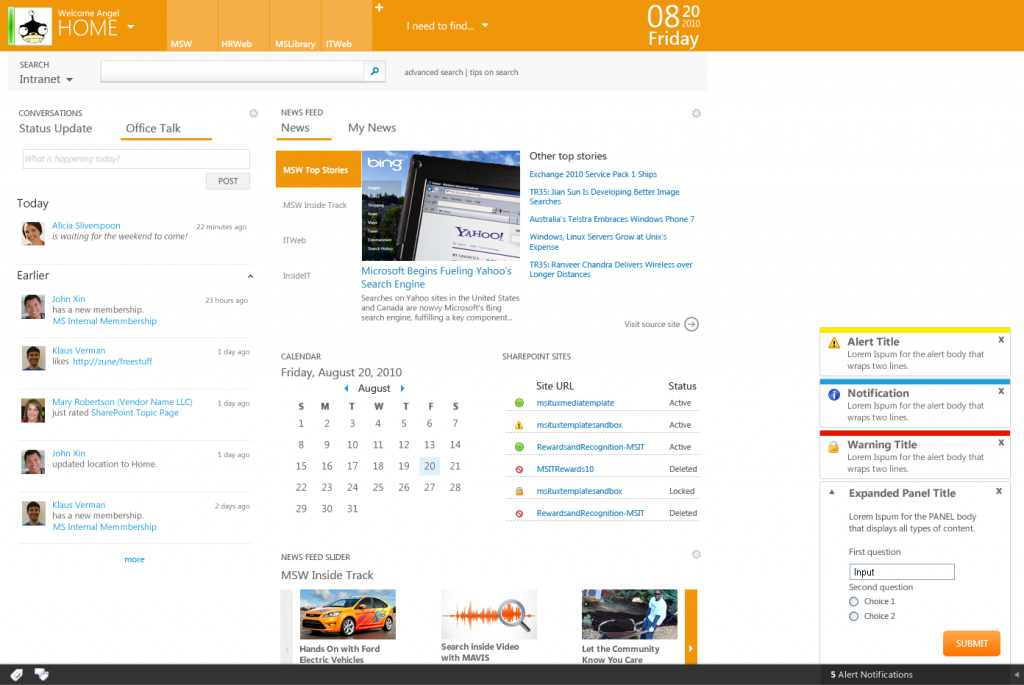 Welcome Angel
HOME
MSW
HRWeb
MSLibrary
ITWeb
+
I need to find...
08 20
2010
Friday
SEARCH
Intranet
advanced search | tips on search
CONVERSATIONS
Status Update
Office Talk
What is happening today?
POST
Today
Alicia Sliverspoon
22 minutes ago
is waiting for the weekend to come!
Earlier
John Xin
23 hours ago
has a new membership.
MS Internal Memmbership
Klaus Verman
1 day ago
likes http://zune/freestuff
Mary Robertson (Vendor Name LLC)
1 day ago
just rated SharePoint Topic Page
John Xin
1 day ago
updated location to Home.
Klaus Verman
2 days ago
has a new membership.
MS Internal Memmbership
more
NEWS FEED
News
My News
MSW Top Stories
MSW Inside Track
ITWeb
InsideIT
bing
YAHOO!
Microsoft Begins Fueling Yahoo's
Search Engine
Searches on Yahoo sites in the United States
and Canada are nowvy Microsoft's Bing
search engine, fulfilling a key component...
Other top stories
Exchange 2010 Service Pack 1 Ships
TR35: Jian Sun Is Developing Better Image
Searches
Australia's Telstra Embraces Windows Phone 7
Windows, Linux Servers Grow at Unix's
Expense
TR35: Ranveer Chandra Delivers Wireless over
Longer Distances
Visit source site
CALENDAR
Friday, August 20, 2010
August
S M T W T F S
1 2 3 4 5 6 7
8 9 10 11 12 13 14
15 16 17 18 19 20 21
22 23 24 25 26 27 28
29 30 31
SHAREPOINT SITES
Site URL Status
msituxmediatemplate Active
msituxtemplatesandbox Active
RewardsandRecognition-MSIT Active
MSITRewards10 Deleted
msituxtemplatesandbox Locked
RewardsandRecognition-MSIT Deleted
NEWS FEED SLIDER
MSW Inside Track
Hands On with Ford
Electric Vehicles
Search inside Video
with MAVIS
Let the Community
Know You Care
Alert Title
x
Lorem Ispum for the alert body that
wraps two lines.
Notification
x
Lorem Ispum for the alert body that
wraps two lines.
Warning Title
x
Lorem Ispum for the alert body that
wraps two lines.
Expanded Panel Title
x
Lorem Ispum for the PANEL body
that displays all types of content.
First question
Input
Second question
Choice 1
Choice 2
SUBMIT
5 Alert Notifications